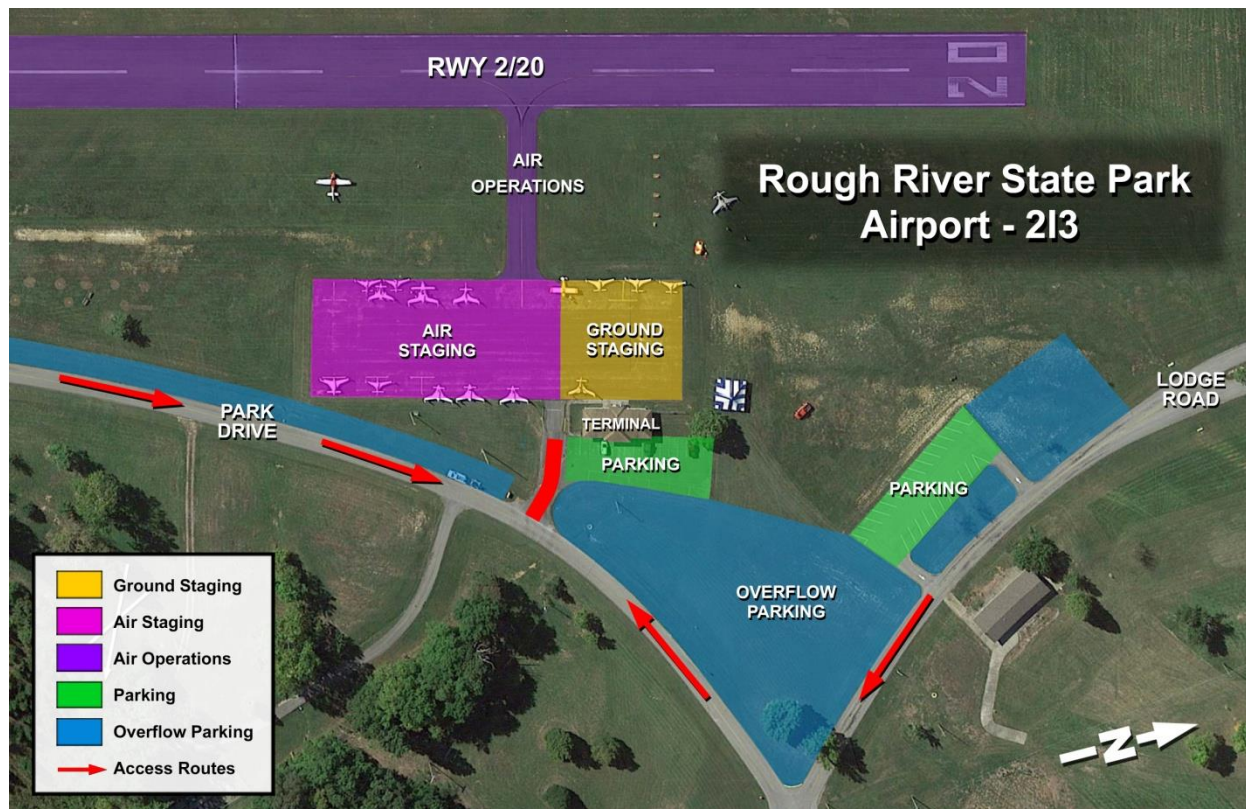 RWY 2/20
20
AIR
OPERATIONS
Rough River State Park
Airport - 2I3
AIR
STAGING
GROUND
STAGING
LODGE
ROAD
PARK
DRIVE
TERMINAL
PARKING
PARKING
OVERFLOW
PARKING
Ground Staging
Air Staging
Air Operations
Parking
Overflow Parking
Access Routes
N